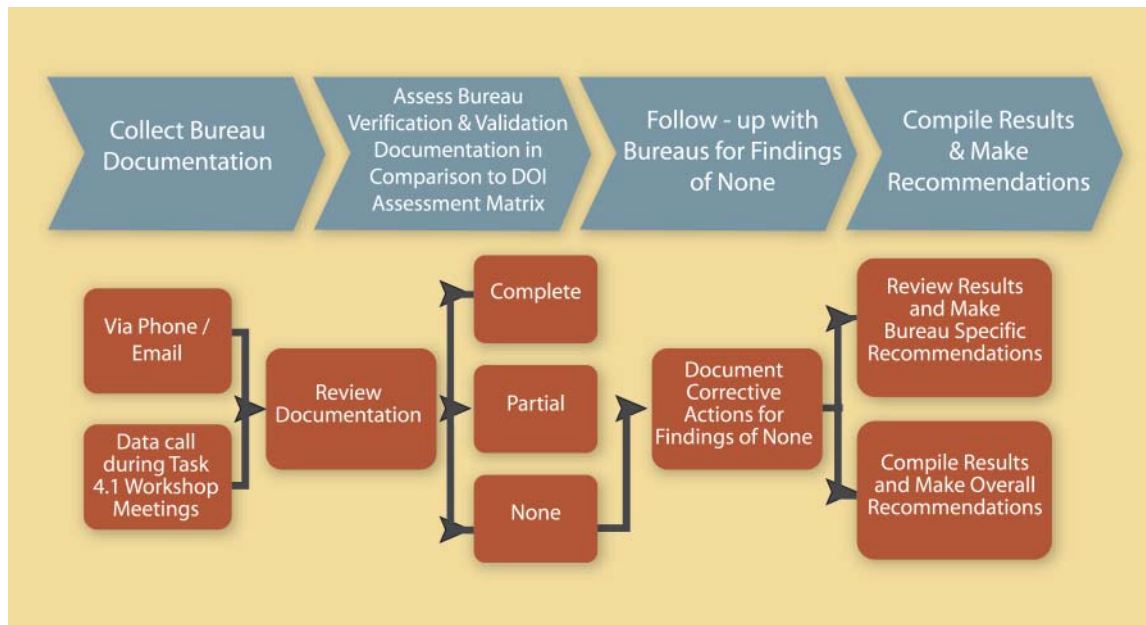 Collect Bureau
Documentation
Assess Bureau
Verification & Validation
Documentation in
Comparison to DOI
Assessment Matrix
Follow - up with
Bureaus for Findings
of None
Compile Results
& Make
Recommendations
Via Phone /
Email
Data call
during Task
4.1 Workshop
Meetings
Review
Documentation
Complete
Partial
None
Document
Corrective
Actions for
Findings of None
Review Results
and Make
Bureau Specific
Recommendations
Compile Results
and Make Overall
Recommendations